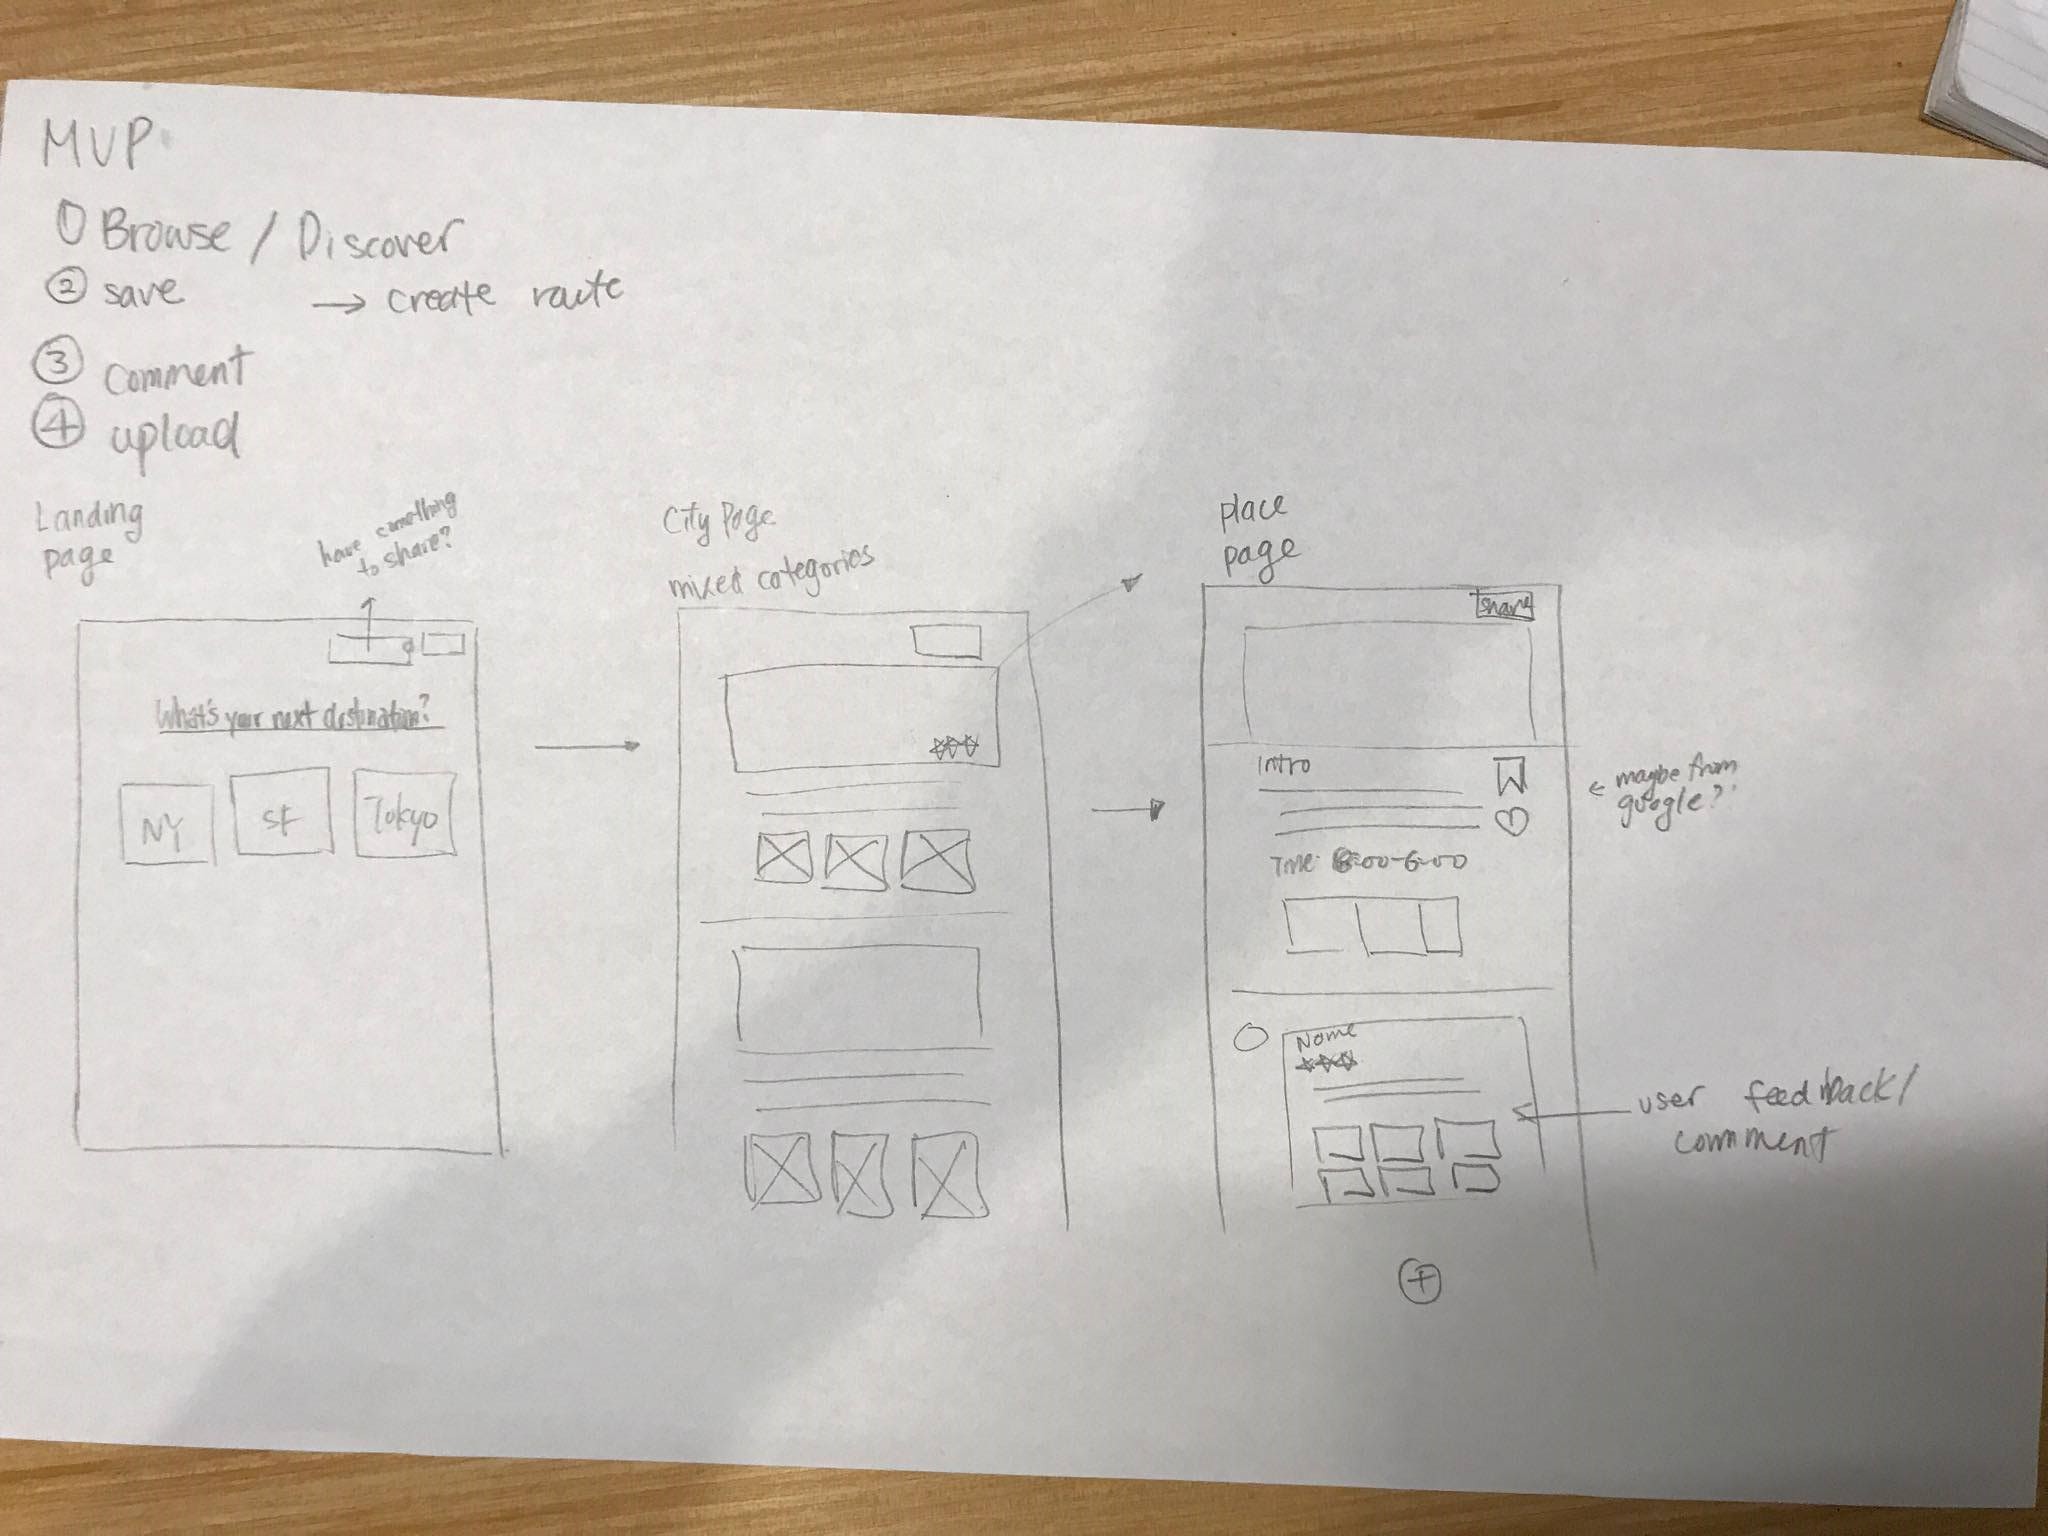 MVP
① Browse / Discover
② save → create route
③ comment
④ upload
Landing
page
have something
to share?
What's your next destination?
NY
SF
Tokyo
City Page
mixed categories
place
page
share
Intro
Time: 8:00-6:00
← maybe from
google?
Name
user feedback/
comment